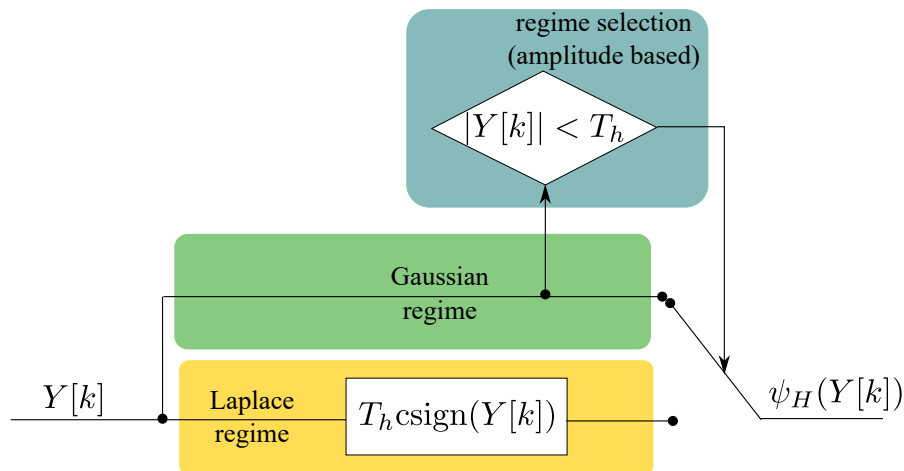 regime selection
(amplitude based)
|Y[k]| < T_h
Gaussian
regime
Y[k]
Laplace
regime
T_h csign(Y[k])
ψ_H(Y[k])